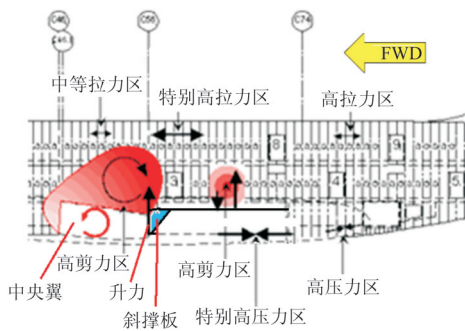 C46
C56
C74
FWD
中等拉力区
特别高拉力区
高拉力区
8
9
3
4
5
高剪力区
高剪力区
高压力区
中央翼
升力
斜撑板
特别高压力区